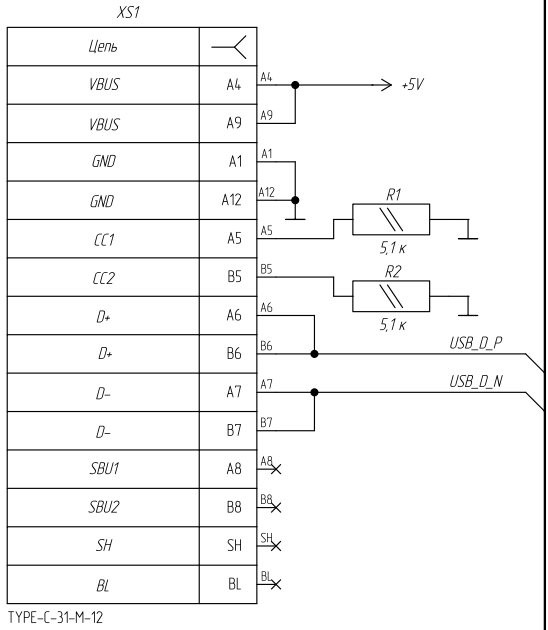 XS1
Цепь
VBUS A4 A4 +5V
VBUS A9 A9
GND A1 A1
GND A12 A12
R1
CC1 A5 A5
5,1 к
R2
CC2 B5 B5
5,1 к
D+ A6 A6
D+ B6 B6 USB_D_P
D- A7 A7 USB_D_N
D- B7 B7
SBU1 A8 A8
SBU2 B8 B8
SH SH SH
BL BL BL
TYPE-C-31-M-12